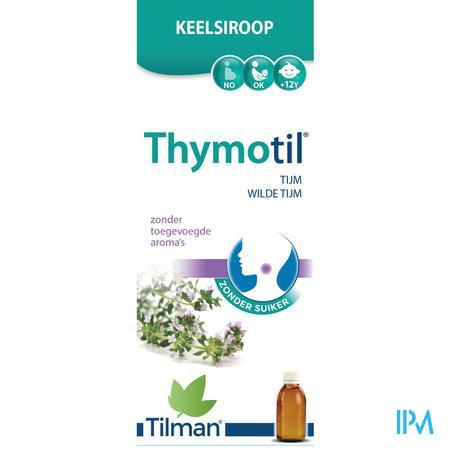 KEELSIROOP
NO OK +12Y
Thymotil®
TIJM
WILDE TIJM
zonder
toegevoegde
aroma's
ZONDER SUIKER
Tilman®
IPM